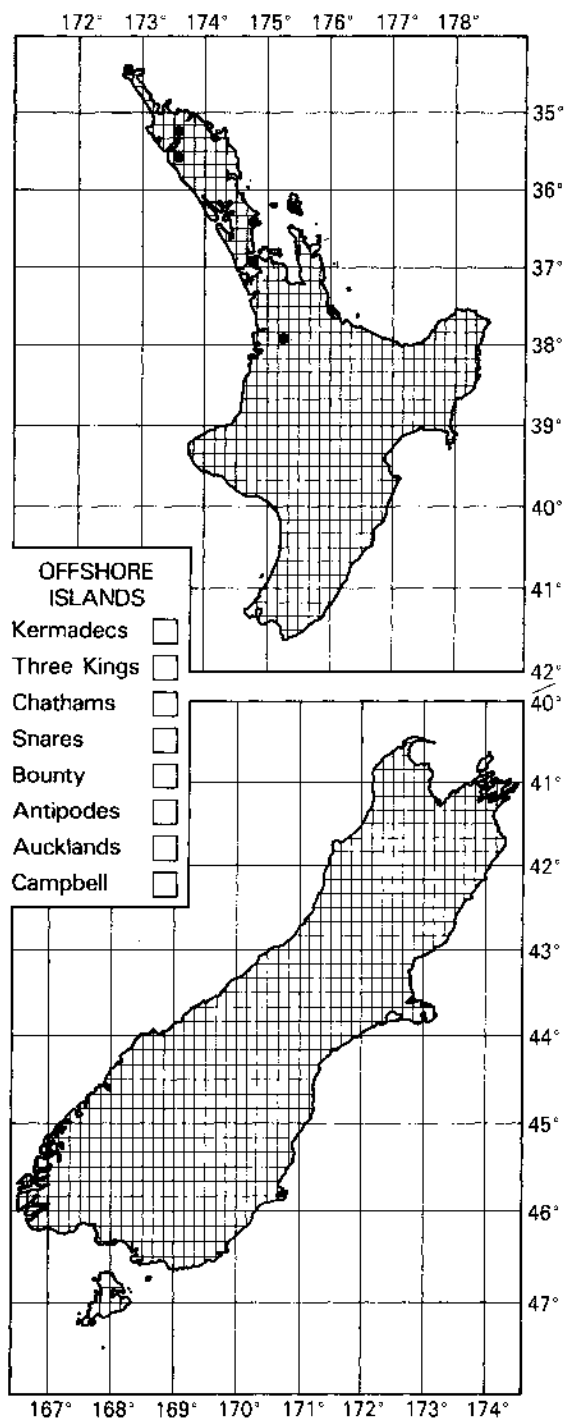 172° 173° 174° 175° 176° 177° 178°
35°
36°
37°
38°
39°
40°
41°
42°
OFFSHORE
ISLANDS
Kermadecs
Three Kings
Chathams
Snares
Bounty
Antipodes
Aucklands
Campbell
40°
41°
42°
43°
44°
45°
46°
47°
167° 168° 169° 170° 171° 172° 173° 174°